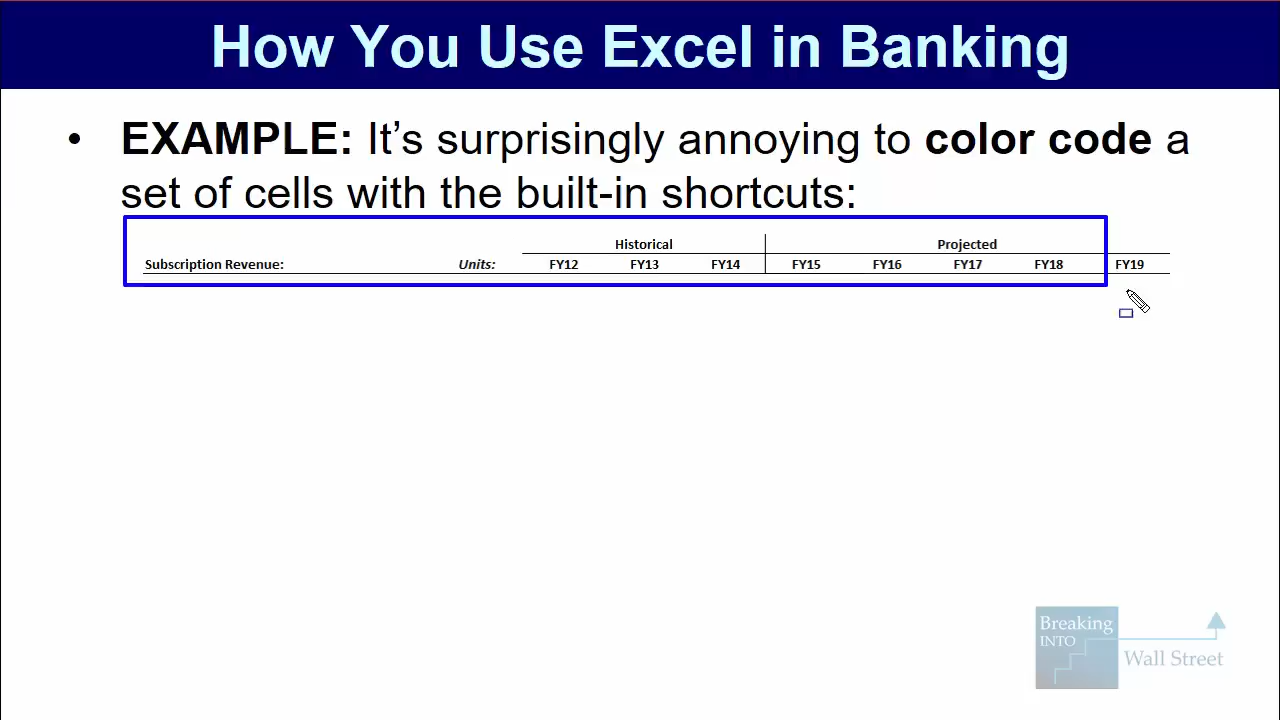 How You Use Excel in Banking
• EXAMPLE: It’s surprisingly annoying to color code a
set of cells with the built-in shortcuts:
Historical Projected
Subscription Revenue: Units: FY12 FY13 FY14 FY15 FY16 FY17 FY18 FY19
Breaking
INTO
Wall Street